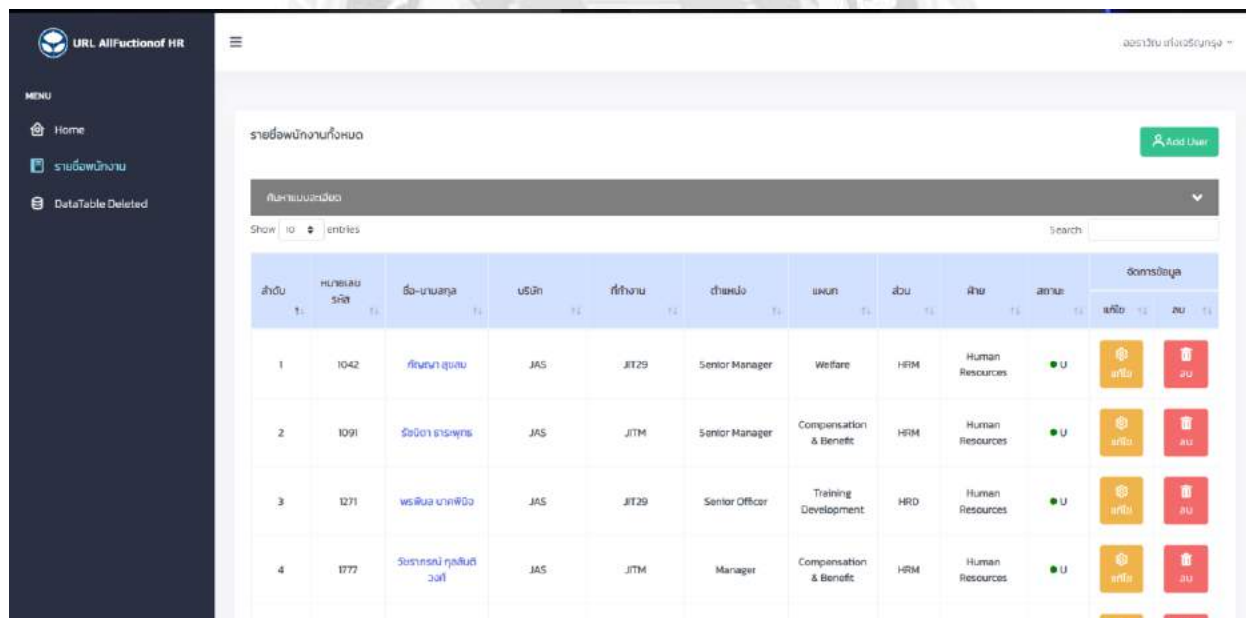 URL AllFuctionof HR
MENU
Home
รายชื่อพนักงาน
DataTable Deleted
รายชื่อพนักงานทั้งหมด
Add User
ค้นหาแบบละเอียด
Show 10 entries
Search
ลำดับ หมายเลขรหัส ชื่อ-นามสกุล บริษัท ที่ทำงาน ตำแหน่ง แผนก ส่วน ฝ่าย สถานะ จัดการข้อมูล
แก้ไข ลบ
1 1042 กัญญา สุขสม JAS JIT29 Senior Manager Welfare HRM Human Resources U แก้ไข ลบ
2 1091 JAS JITM Senior Manager Compensation & Benefit HRM Human Resources U แก้ไข ลบ
3 1271 JAS JIT29 Senior Officer Training Development HRD Human Resources U แก้ไข ลบ
4 1777 JAS JITM Manager Compensation & Benefit HRM Human Resources U แก้ไข ลบ